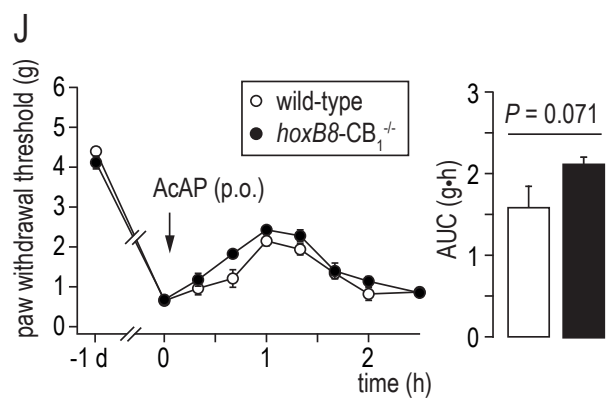 J
paw withdrawal threshold (g)
6
5
4
3
2
1
0
-1 d
0
1
2
time (h)
AcAP (p.o.)
wild-type
hoxB8-CB₁⁻/⁻
AUC (g•h)
3
2
1
0
P = 0.071